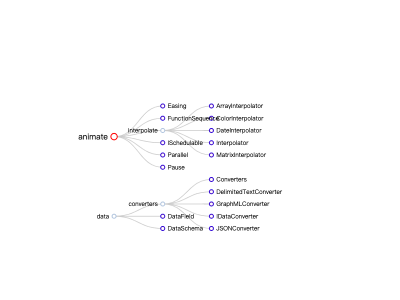 Easing
ArrayInterpolator
FunctionSequence
ColorInterpolator
interpolate
DateInterpolator
animate
ISchedulable
Interpolator
Parallel
MatrixInterpolator
Pause
Converters
DelimitedTextConverter
converters
GraphMLConverter
data
DataField
IDataConverter
DataSchema
JSONConverter